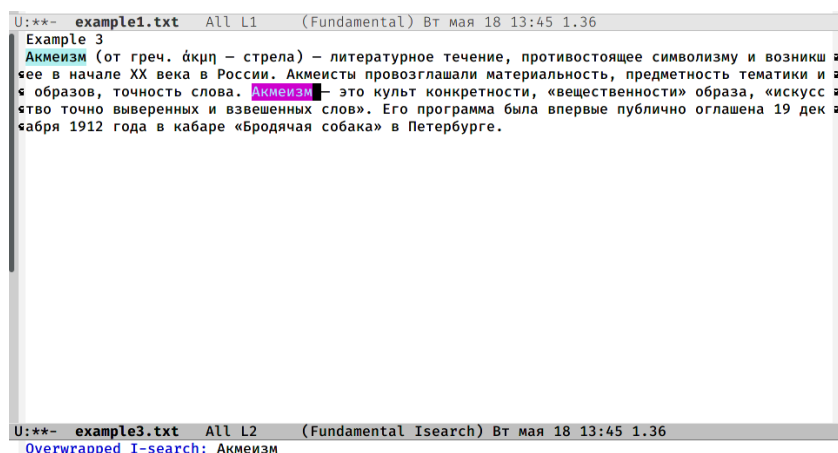 U:**-  example1.txt   All L1     (Fundamental) Вт мая 18 13:45 1.36
Example 3
Акмеизм (от греч. άκμη — стрела) — литературное течение, противостоящее символизму и возникш
ее в начале XX века в России. Акмеисты провозглашали материальность, предметность тематики и
 образов, точность слова. Акмеизм — это культ конкретности, «вещественности» образа, «искусс
тво точно выверенных и взвешенных слов». Его программа была впервые публично оглашена 19 дек
абря 1912 года в кабаре «Бродячая собака» в Петербурге.
U:**-  example3.txt   All L2     (Fundamental Isearch) Вт мая 18 13:45 1.36
Overwrapped I-search: Акмеизм